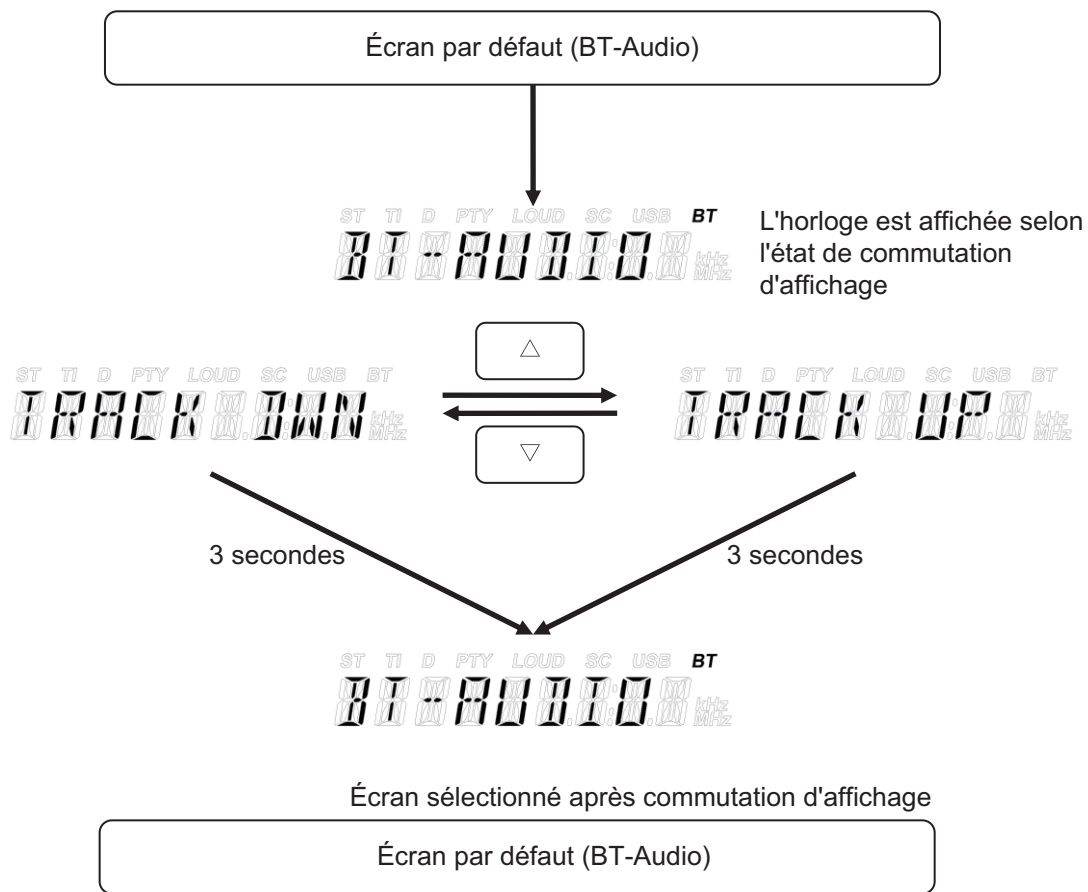 Écran par défaut (BT-Audio)
ST TI D PTY LOUD SC USB BT
BT-AUDIO kHz
MHz
L'horloge est affichée selon
l'état de commutation
d'affichage
△
ST TI D PTY LOUD SC USB BT
TRACK DWN kHz
MHz
ST TI D PTY LOUD SC USB BT
TRACK UP kHz
MHz
▽
3 secondes
3 secondes
ST TI D PTY LOUD SC USB BT
BT-AUDIO kHz
MHz
Écran sélectionné après commutation d'affichage
Écran par défaut (BT-Audio)